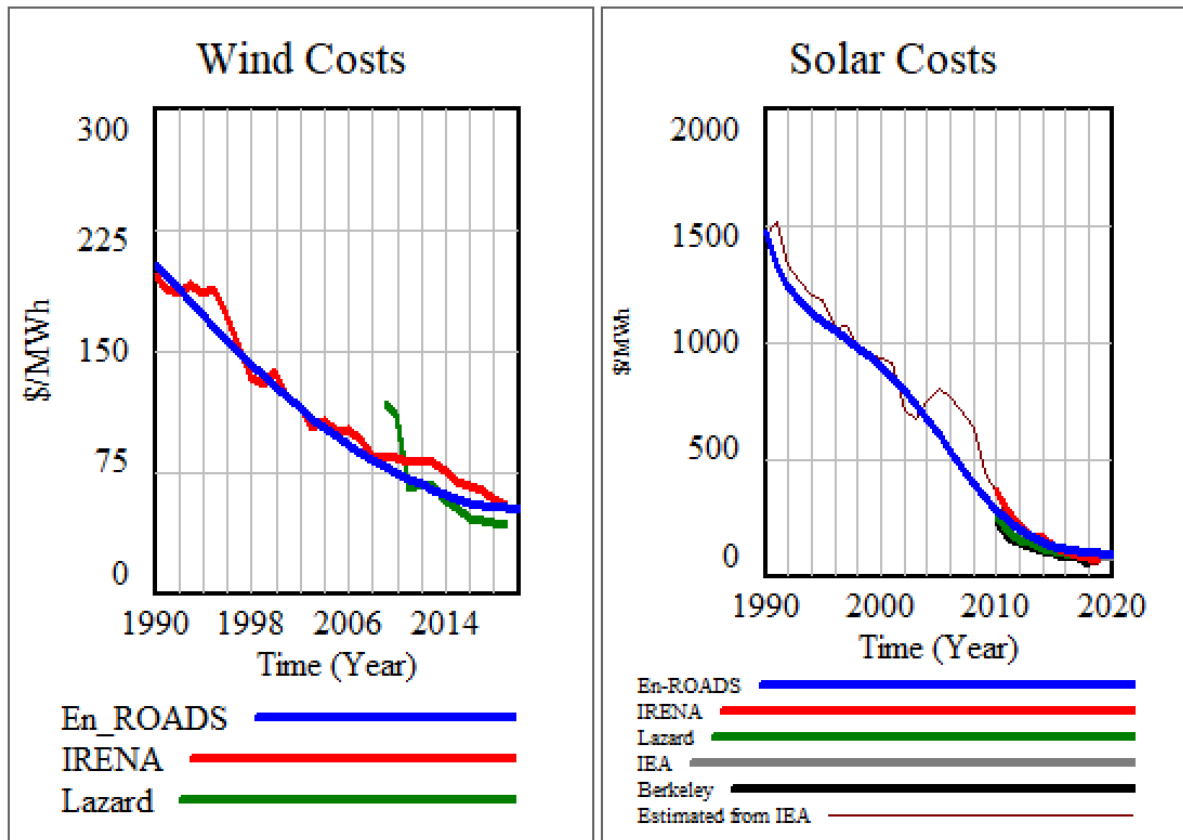 Wind Costs
300
225
150
75
0
$/MWh
1990 1998 2006 2014
Time (Year)
En_ROADS
IRENA
Lazard
Solar Costs
2000
1500
1000
500
0
$/MWh
1990 2000 2010 2020
Time (Year)
En-ROADS
IRENA
Lazard
IEA
Berkeley
Estimated from IEA